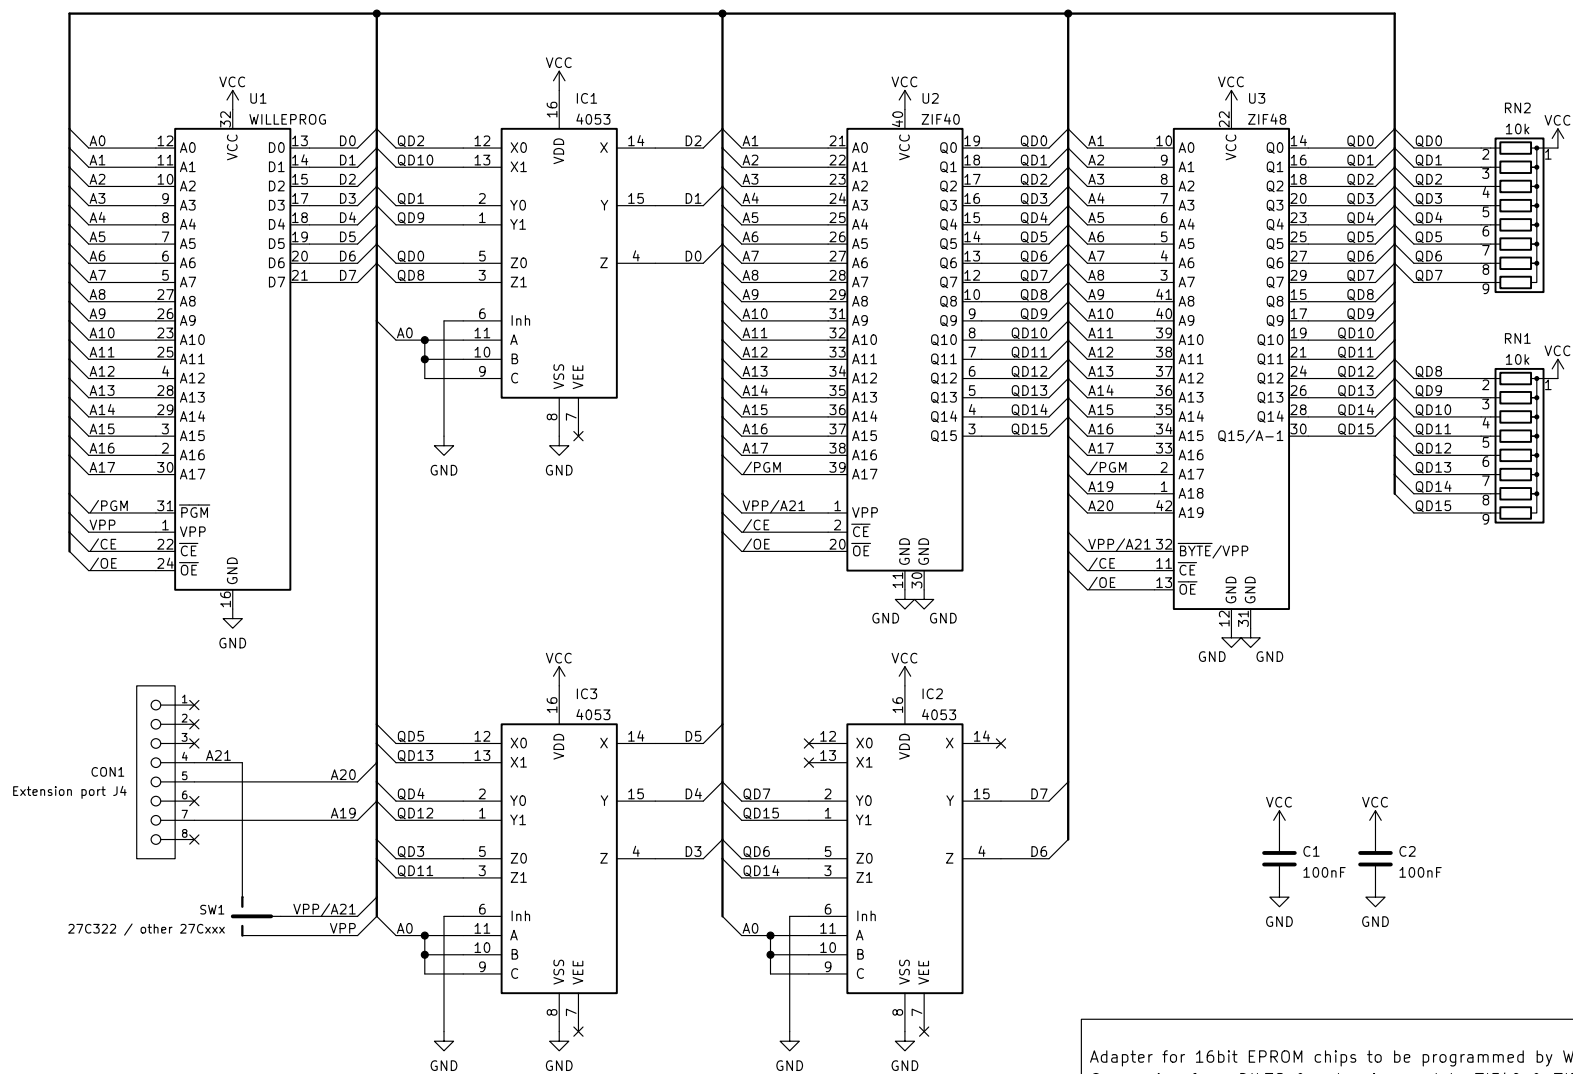 VCC
U1
WILLEPROG
32
VCC
A0 12 A0
A1 11 A1
A2 10 A2
A3 9 A3
A4 8 A4
A5 7 A5
A6 6 A6
A7 5 A7
A8 27 A8
A9 26 A9
A10 23 A10
A11 25 A11
A12 4 A12
A13 28 A13
A14 29 A14
A15 3 A15
A16 2 A16
A17 30 A17
/PGM 31 PGM
VPP 1 VPP
/CE 22 CE
/OE 24 OE
D0 13 D0
D1 14 D1
D2 15 D2
D3 17 D3
D4 18 D4
D5 19 D5
D6 20 D6
D7 21 D7
GND
16
GND
VCC
IC1
4053
16
VDD
QD2 12 X0
QD10 13 X1
QD1 2 Y0
QD9 1 Y1
QD0 5 Z0
QD8 3 Z1
6 Inh
A0 11 A
10 B
9 C
X 14 D2
Y 15 D1
Z 4 D0
VSS
VEE
8
7
GND
GND
VCC
U2
ZIF40
40
VCC
A1 21 A0
A2 22 A1
A3 23 A2
A4 24 A3
A5 25 A4
A6 26 A5
A7 27 A6
A8 28 A7
A9 29 A8
A10 31 A9
A11 32 A10
A12 33 A11
A13 34 A12
A14 35 A13
A15 36 A14
A16 37 A15
A17 38 A16
/PGM 39 A17
VPP/A21 1 VPP
/CE 2 CE
/OE 20 OE
Q0 19 QD0
Q1 18 QD1
Q2 17 QD2
Q3 16 QD3
Q4 15 QD4
Q5 14 QD5
Q6 13 QD6
Q7 12 QD7
Q8 10 QD8
Q9 9 QD9
Q10 8 QD10
Q11 7 QD11
Q12 6 QD12
Q13 5 QD13
Q14 4 QD14
Q15 3 QD15
GND
GND
11
30
GND
GND
VCC
U3
ZIF48
22
VCC
A1 10 A0
A2 9 A1
A3 8 A2
A4 7 A3
A5 6 A4
A6 5 A5
A7 4 A6
A8 3 A7
A9 41 A8
A10 40 A9
A11 39 A10
A12 38 A11
A13 37 A12
A14 36 A13
A15 35 A14
A16 34 A15
A17 33 A16
/PGM 2 A17
A19 1 A18
A20 42 A19
VPP/A21 32 BYTE/VPP
/CE 11 CE
/OE 13 OE
Q0 14 QD0
Q1 16 QD1
Q2 18 QD2
Q3 20 QD3
Q4 23 QD4
Q5 25 QD5
Q6 27 QD6
Q7 29 QD7
Q8 15 QD8
Q9 17 QD9
Q10 19 QD10
Q11 21 QD11
Q12 24 QD12
Q13 26 QD13
Q14 28 QD14
Q15/A-1 30 QD15
GND
GND
12
31
GND
GND
RN2
10k
VCC
1
QD0 2
QD1 3
QD2 4
QD3 5
QD4 6
QD5 7
QD6 8
QD7 9
RN1
10k
VCC
1
QD8 2
QD9 3
QD10 4
QD11 5
QD12 6
QD13 7
QD14 8
QD15 9
CON1
Extension port J4
1
2
3
4 A21
5 A20
6
7 A19
8
SW1
27C322 / other 27Cxxx
VPP/A21
VPP
VCC
IC3
4053
16
VDD
QD5 12 X0
QD13 13 X1
QD4 2 Y0
QD12 1 Y1
QD3 5 Z0
QD11 3 Z1
6 Inh
A0 11 A
10 B
9 C
X 14 D5
Y 15 D4
Z 4 D3
VSS
VEE
8
7
GND
GND
VCC
IC2
4053
16
VDD
12 X0
13 X1
QD7 2 Y0
QD15 1 Y1
QD6 5 Z0
QD14 3 Z1
6 Inh
A0 11 A
10 B
9 C
X 14
Y 15 D7
Z 4 D6
VSS
VEE
8
7
GND
GND
VCC
C1
100nF
GND
VCC
C2
100nF
GND
Adapter for 16bit EPROM chips to be programmed by W